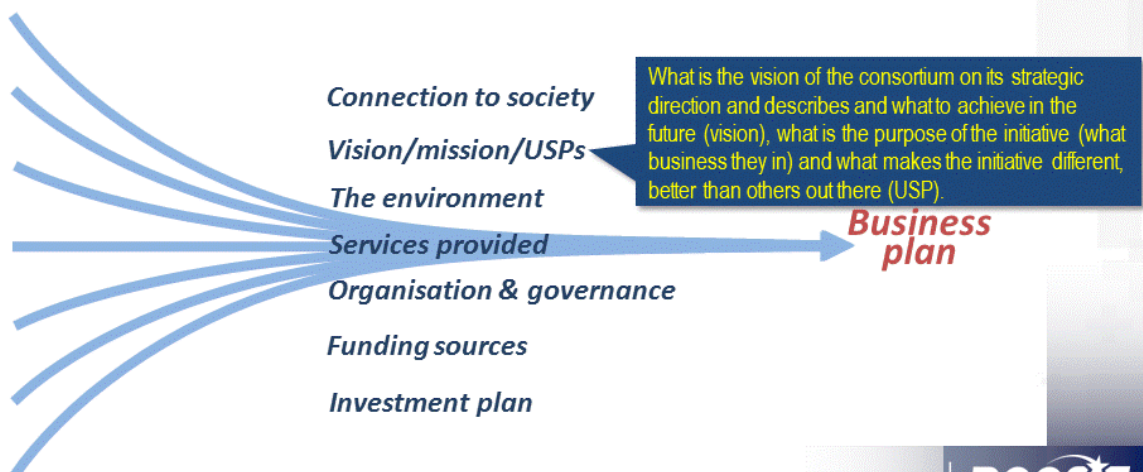 Connection to society
Vision/mission/USPs
What is the vision of the consortium on its strategic
direction and describes and what to achieve in the
future (vision), what is the purpose of the initiative (what
business they in) and what makes the initiative different,
better than others out there (USP).
The environment
Services provided
Business
plan
Organisation & governance
Funding sources
Investment plan